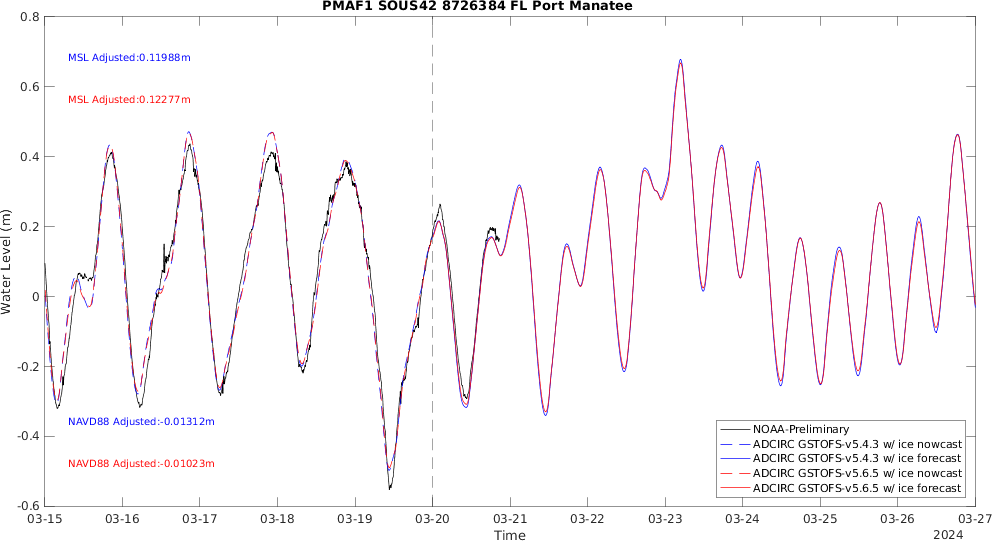 PMAF1 SOUS42 8726384 FL Port Manatee
0.8
0.6
0.4
0.2
0
-0.2
-0.4
-0.6
Water Level (m)
MSL Adjusted:0.11988m
MSL Adjusted:0.12277m
NAVD88 Adjusted:-0.01312m
NAVD88 Adjusted:-0.01023m
NOAA-Preliminary
ADCIRC GSTOFS-v5.4.3 w/ ice nowcast
ADCIRC GSTOFS-v5.4.3 w/ ice forecast
ADCIRC GSTOFS-v5.6.5 w/ ice nowcast
ADCIRC GSTOFS-v5.6.5 w/ ice forecast
03-15 03-16 03-17 03-18 03-19 03-20 03-21 03-22 03-23 03-24 03-25 03-26 03-27
Time
2024